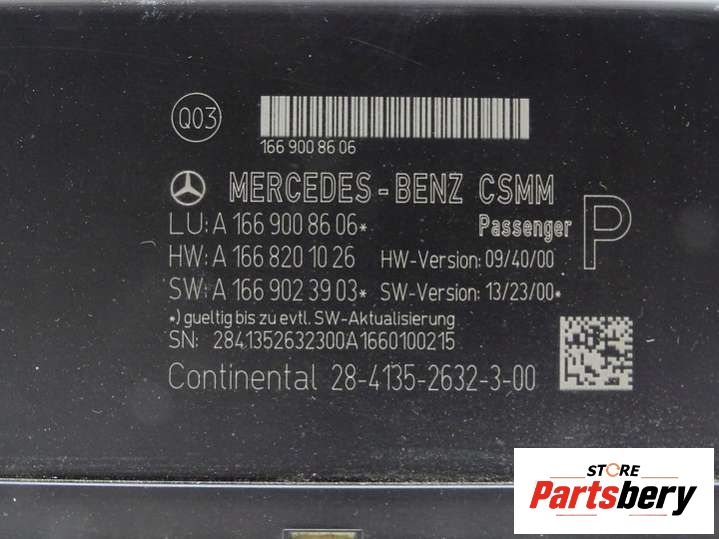 Q03
166 900 86 06
MERCEDES-BENZ CSMM
LU: A 166 900 86 06* Passenger P
HW: A 166 820 10 26 HW-Version: 09/40/00
SW: A 166 902 39 03* SW-Version: 13/23/00*
*) gueltig bis zu evtl. SW-Aktualisierung
SN: 2841352632300A1660100215
Continental 28-4135-2632-3-00
STORE
Partsbery